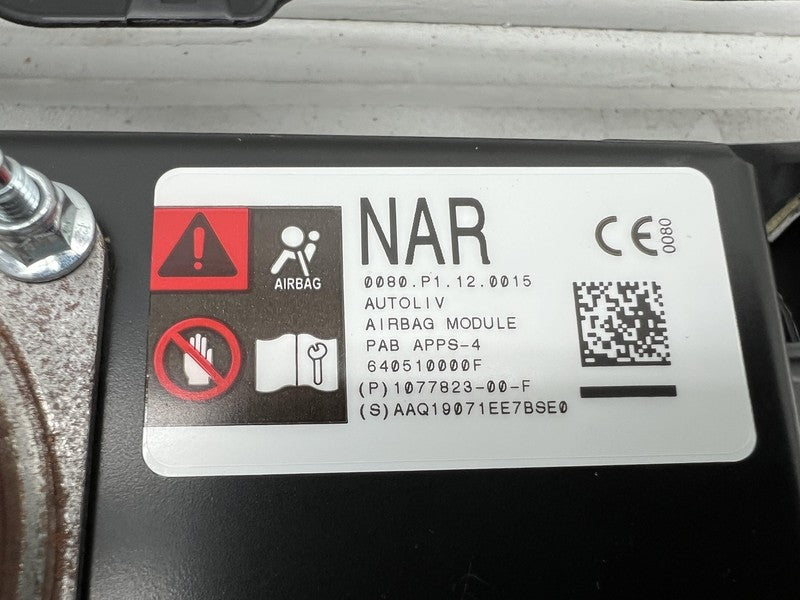 NAR
0080.P1.12.0015
AUTOLIV
AIRBAG MODULE
PAB APPS-4
640510000F
(P)1077823-00-F
(S)AAQ19071EE7BSE0
AIRBAG
CE
0080